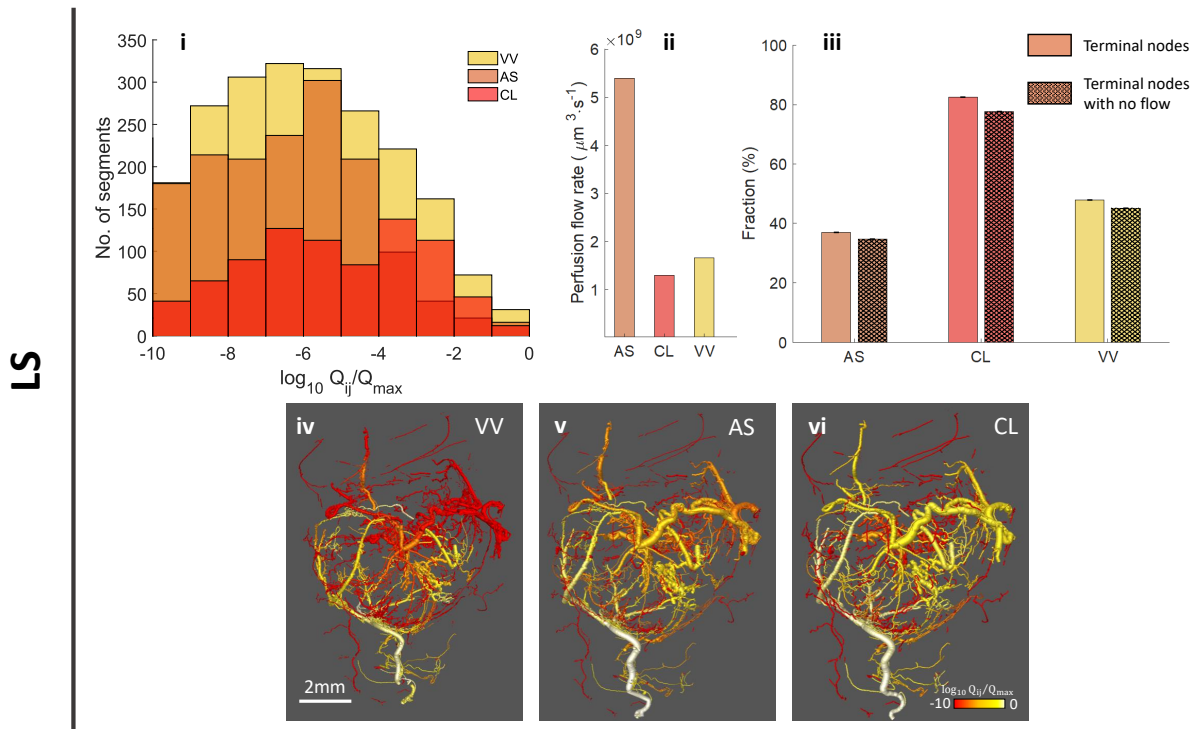 LS
i
350
300
250
200
150
100
50
0
No. of segments
-10
-8
-6
-4
-2
0
log10 Qij/Qmax
VV
AS
CL
ii
×10^9
6
5
4
3
2
1
Perfusion flow rate ( μm³·s⁻¹)
AS
CL
VV
iii
100
80
60
40
20
0
Fraction (%)
AS
CL
VV
Terminal nodes
Terminal nodes
with no flow
iv
VV
2mm
v
AS
vi
CL
log10 Qij/Qmax
-10
0